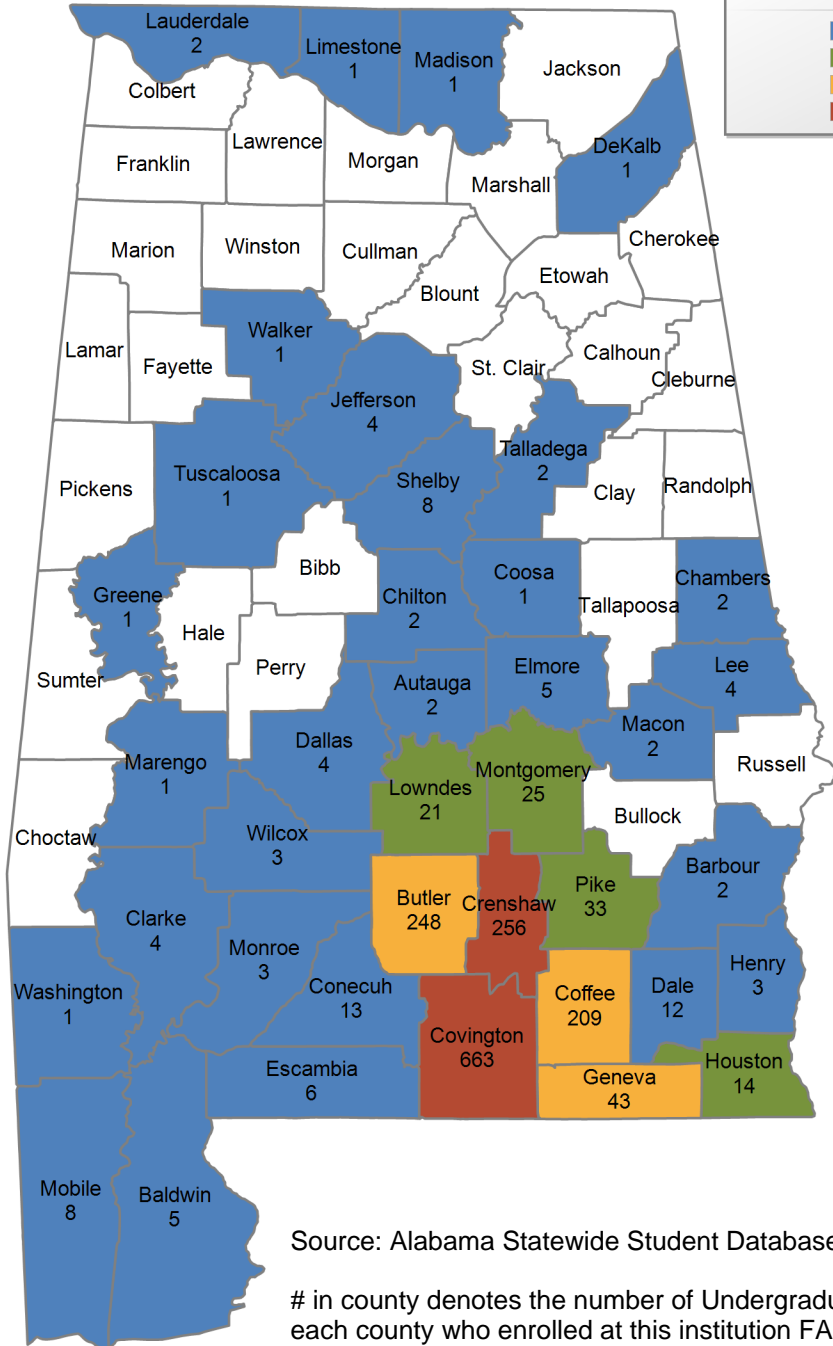 Lauderdale
2
Limestone
1
Madison
1
Jackson
Colbert
Lawrence
Franklin
Morgan
DeKalb
1
Marshall
Cherokee
Marion
Winston
Cullman
Etowah
Blount
Walker
1
Lamar
Fayette
St. Clair
Calhoun
Cleburne
Jefferson
4
Talladega
2
Tuscaloosa
1
Shelby
8
Pickens
Clay
Randolph
Bibb
Coosa
1
Chambers
2
Greene
1
Chilton
2
Tallapoosa
Hale
Perry
Sumter
Elmore
5
Lee
4
Autauga
2
Macon
2
Dallas
4
Marengo
1
Montgomery
25
Russell
Lowndes
21
Bullock
Choctaw
Wilcox
3
Barbour
2
Butler
248
Crenshaw
256
Pike
33
Clarke
4
Monroe
3
Henry
3
Washington
1
Conecuh
13
Coffee
209
Dale
12
Covington
663
Escambia
6
Geneva
43
Houston
14
Mobile
8
Baldwin
5
Source: Alabama Statewide Student Database
# in county denotes the number of Undergradu
each county who enrolled at this institution FA